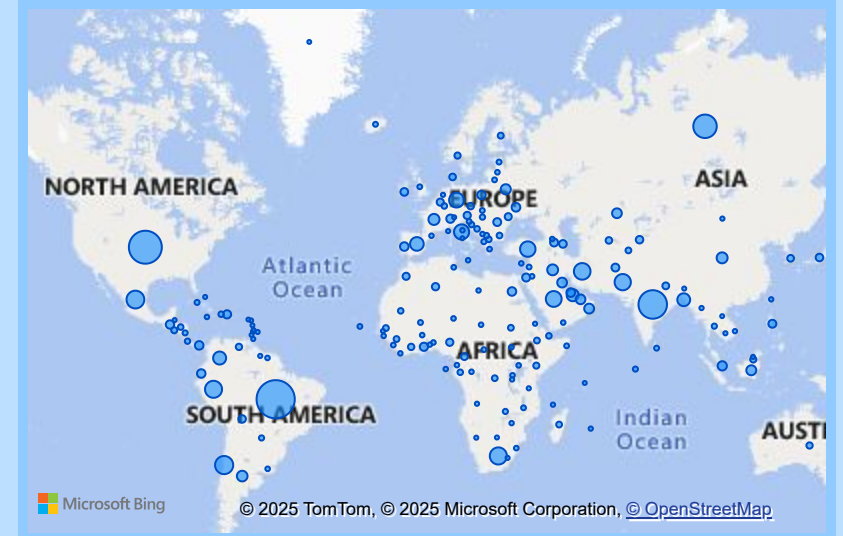 NORTH AMERICA
EUROPE
ASIA
Atlantic
Ocean
AFRICA
SOUTH AMERICA
Indian
Ocean
AUSTI
Microsoft Bing
© 2025 TomTom, © 2025 Microsoft Corporation, © OpenStreetMap